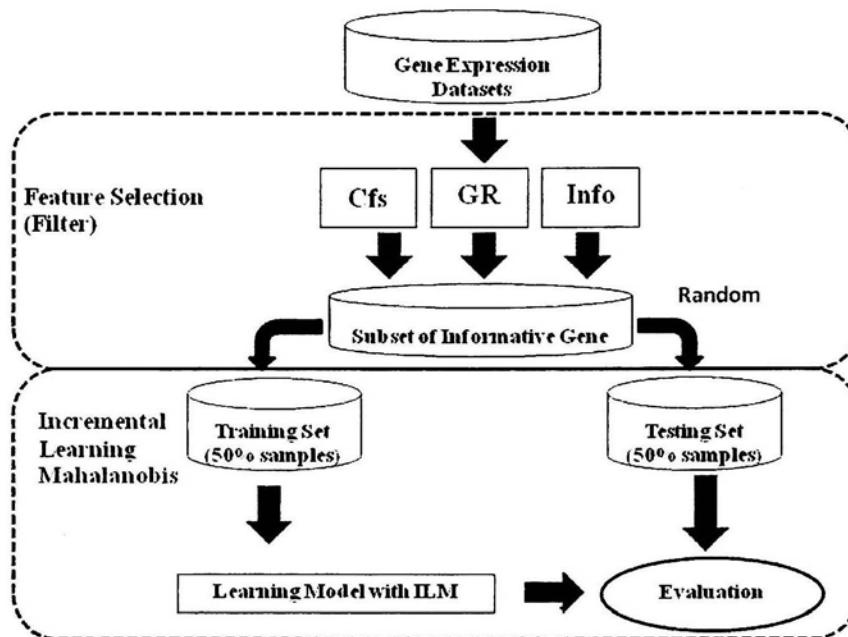 Gene Expression
Datasets
Feature Selection
(Filter)
Cfs
GR
Info
Random
Subset of Informative Gene
Incremental
Learning
Mahalanobis
Training Set
(50% samples)
Testing Set
(50% samples)
Learning Model with ILM
Evaluation